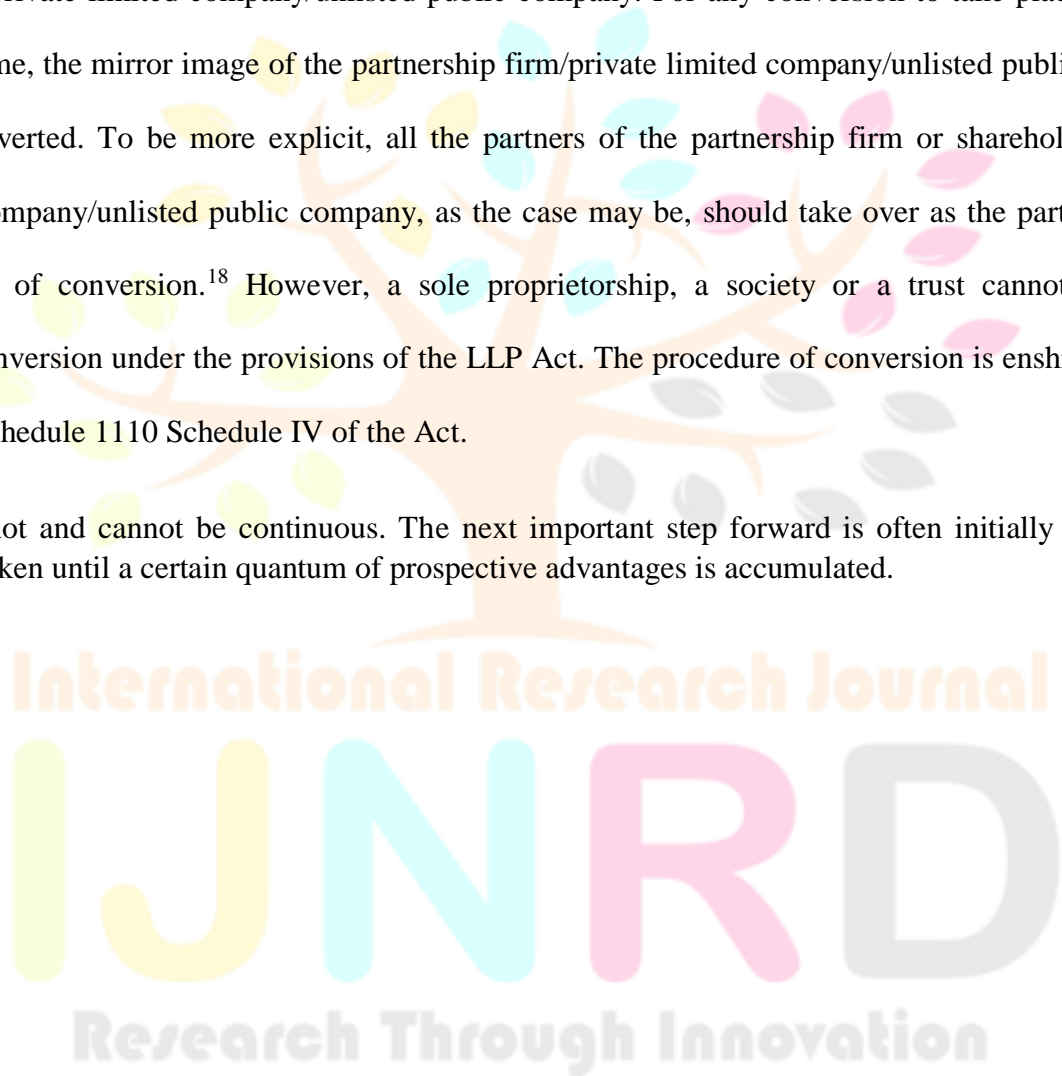 private limited company/unlisted public company. For any conversion to take plac
me, the mirror image of the partnership firm/private limited company/unlisted publi
verted. To be more explicit, all the partners of the partnership firm or sharehol
ompany/unlisted public company, as the case may be, should take over as the part
of conversion.18 However, a sole proprietorship, a society or a trust cannot
nversion under the provisions of the LLP Act. The procedure of conversion is ensh
chedule 1110 Schedule IV of the Act.
not and cannot be continuous. The next important step forward is often initially
ken until a certain quantum of prospective advantages is accumulated.
International Research Journal
IJNRD
Research Through Innovation